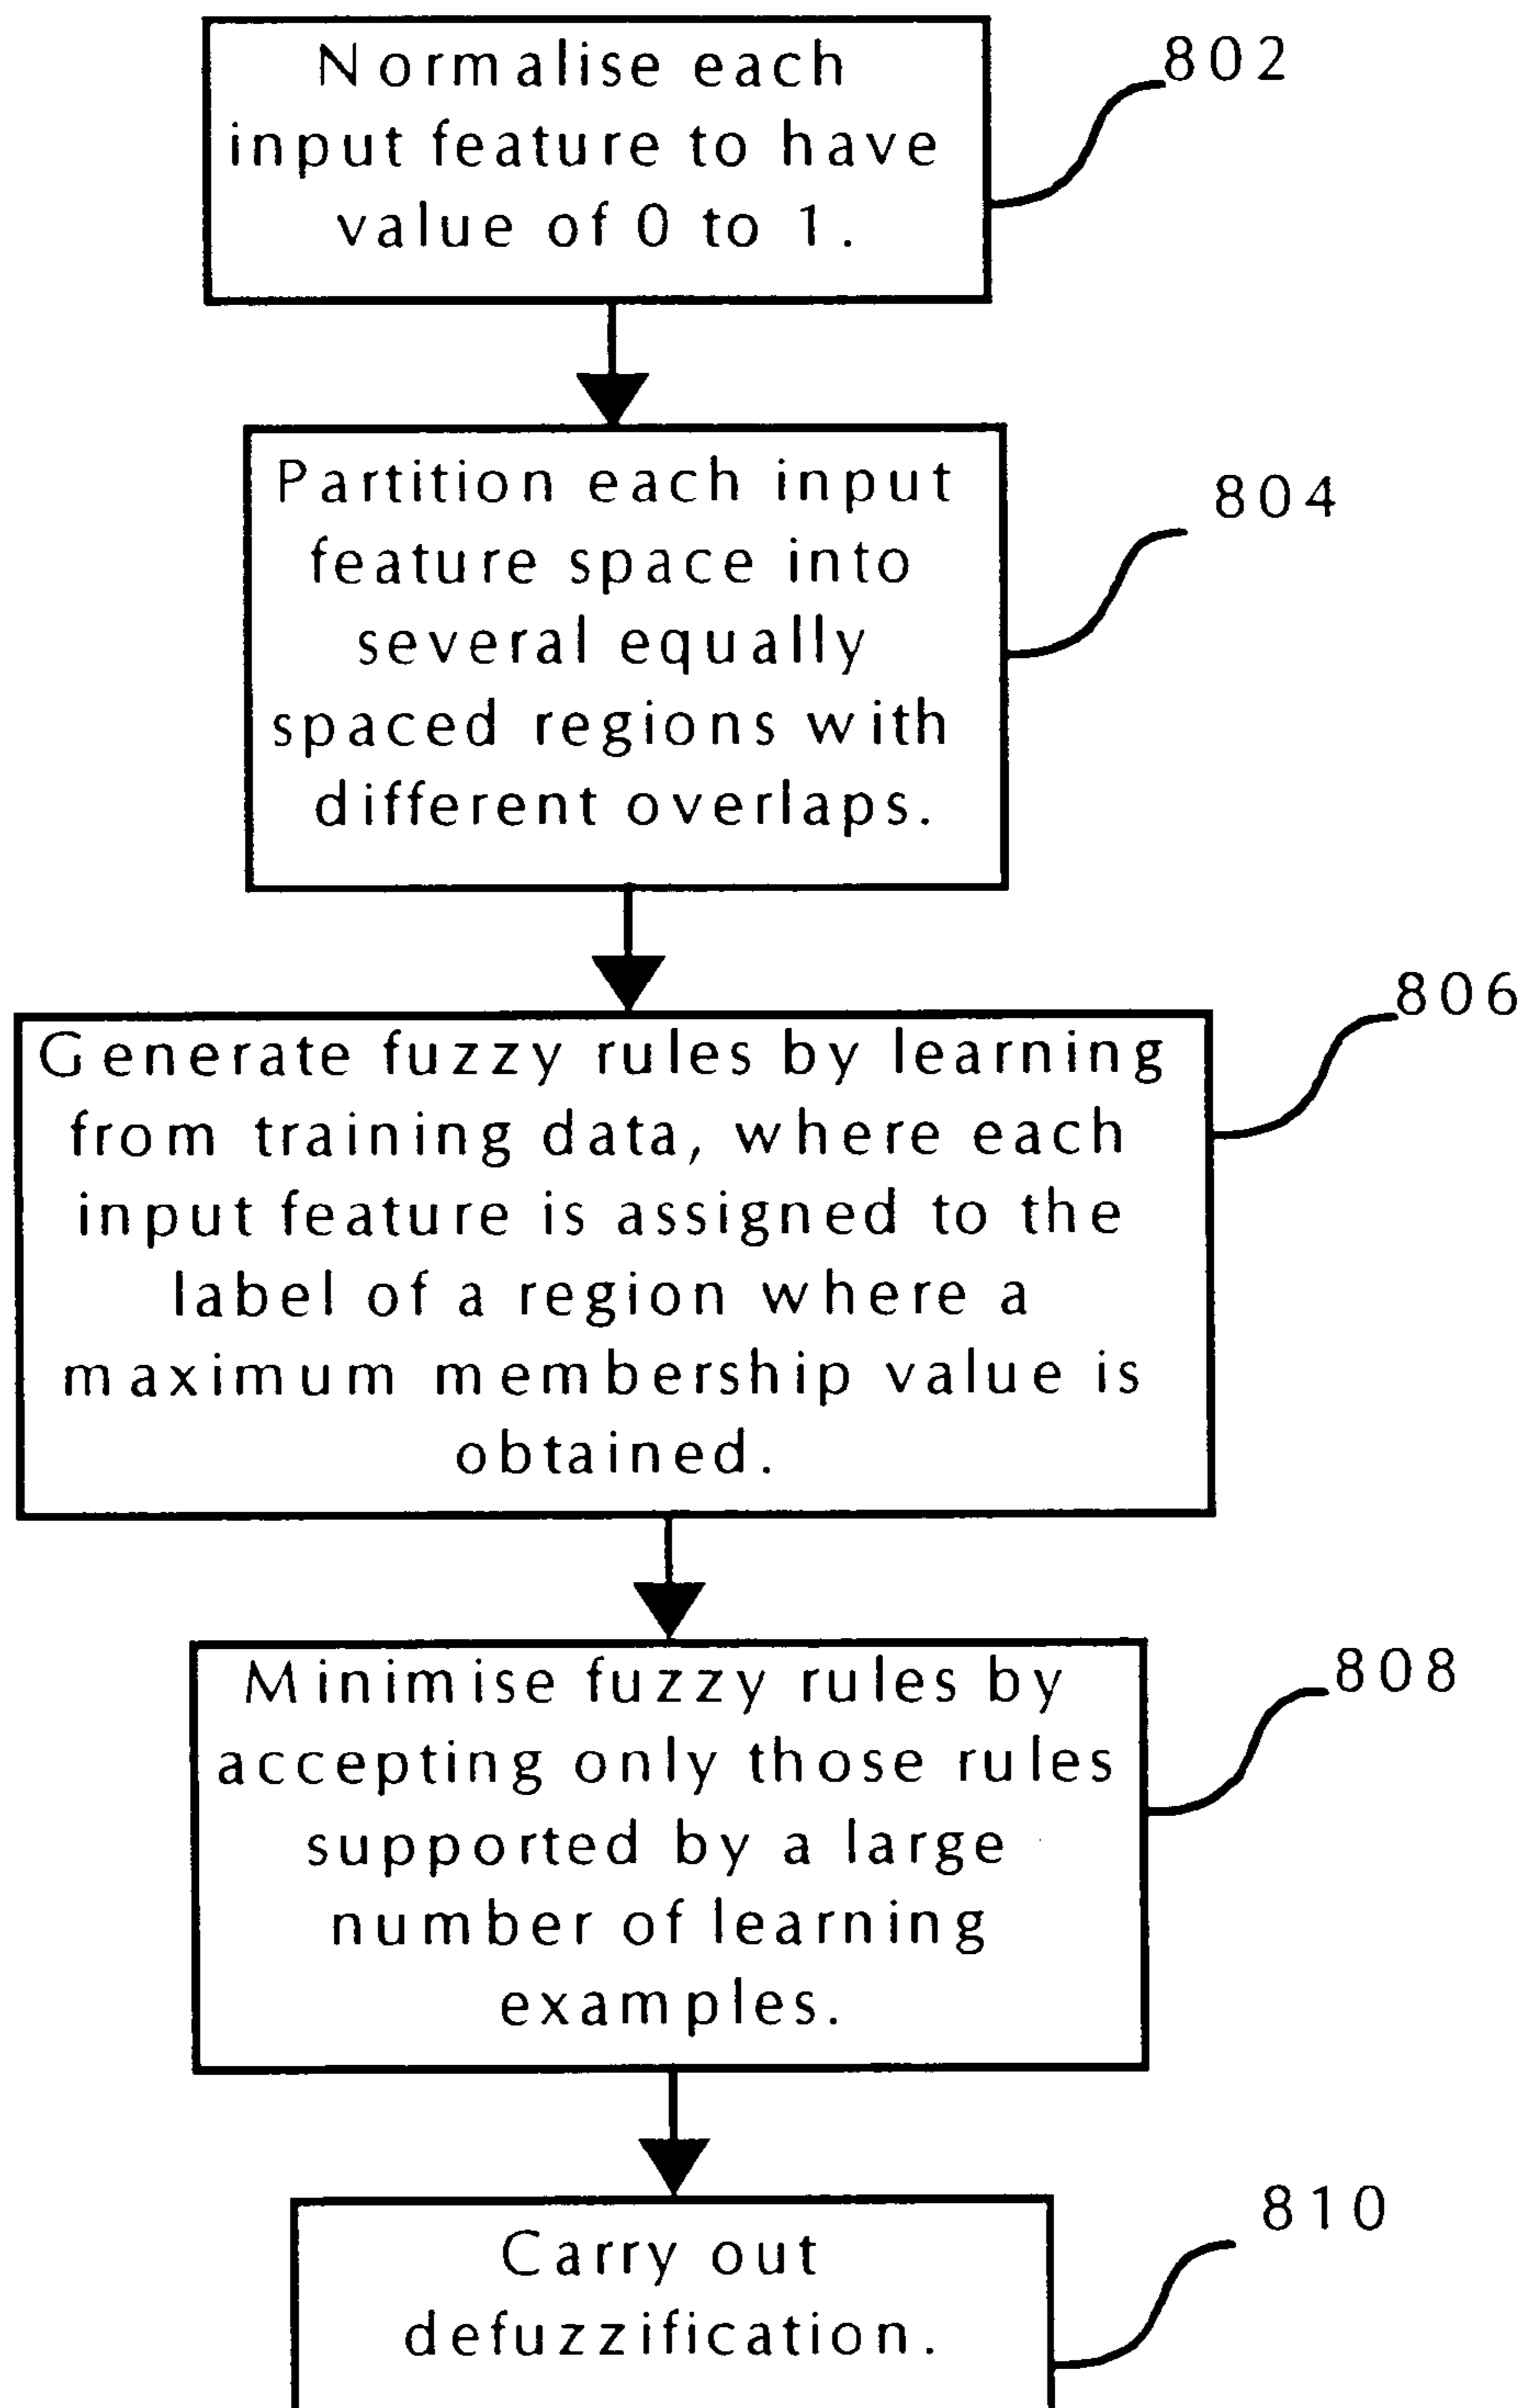 Normalise each
input feature to have
value of 0 to 1.
802
Partition each input
feature space into
several equally
spaced regions with
different overlaps.
804
Generate fuzzy rules by learning
from training data, where each
input feature is assigned to the
label of a region where a
maximum membership value is
obtained.
806
Minimise fuzzy rules by
accepting only those rules
supported by a large
number of learning
examples.
808
Carry out
defuzzification.
810